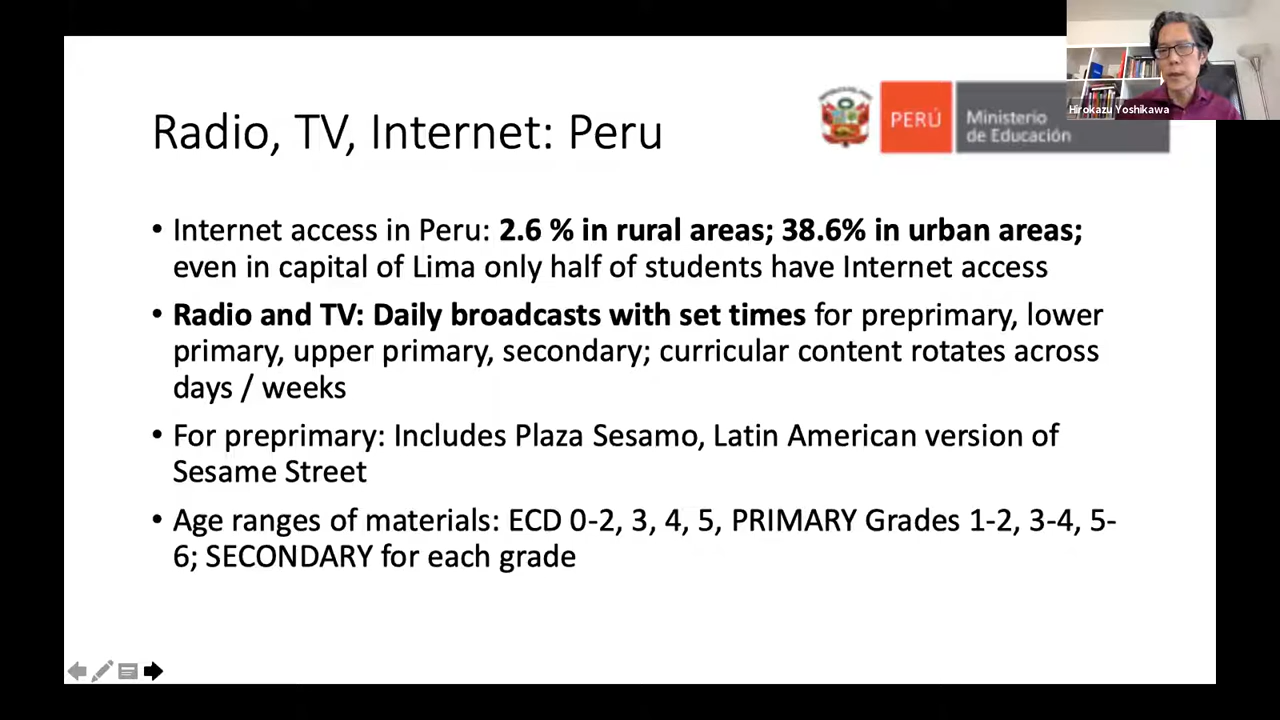 Hirokazu Yoshikawa
Radio, TV, Internet: Peru
PERÚ
Ministerio
de Educación
• Internet access in Peru: 2.6 % in rural areas; 38.6% in urban areas;
even in capital of Lima only half of students have Internet access
• Radio and TV: Daily broadcasts with set times for preprimary, lower
primary, upper primary, secondary; curricular content rotates across
days / weeks
• For preprimary: Includes Plaza Sesamo, Latin American version of
Sesame Street
• Age ranges of materials: ECD 0-2, 3, 4, 5, PRIMARY Grades 1-2, 3-4, 5-
6; SECONDARY for each grade